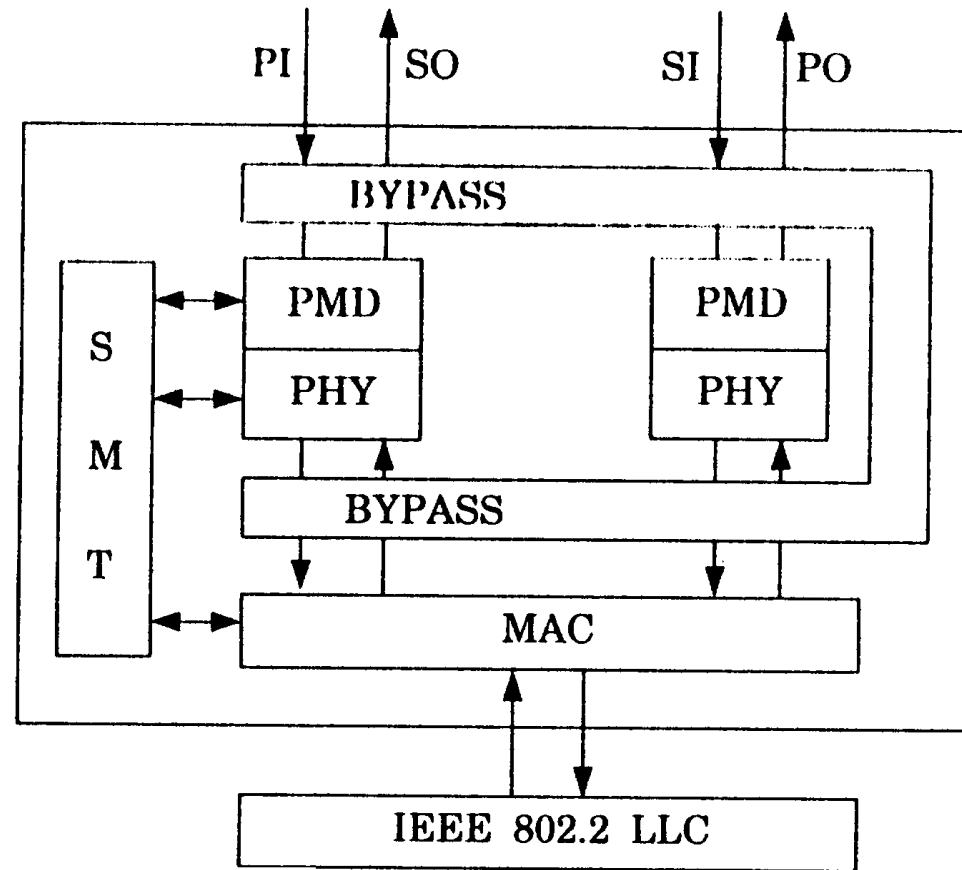 PI SO SI PO
BYPASS
PMD PMD
S
PHY PHY
M
BYPASS
T
MAC
IEEE 802.2 LLC